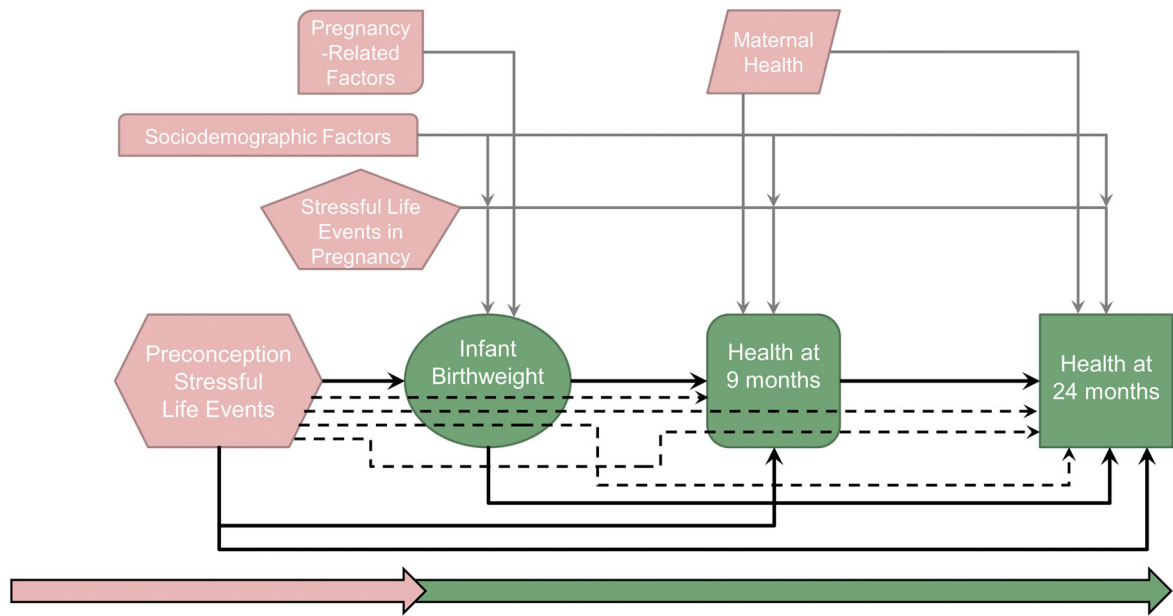 Pregnancy
-Related
Factors
Maternal
Health
Sociodemographic Factors
Stressful Life
Events in
Pregnancy
Preconception
Stressful
Life Events
Infant
Birthweight
Health at
9 months
Health at
24 months